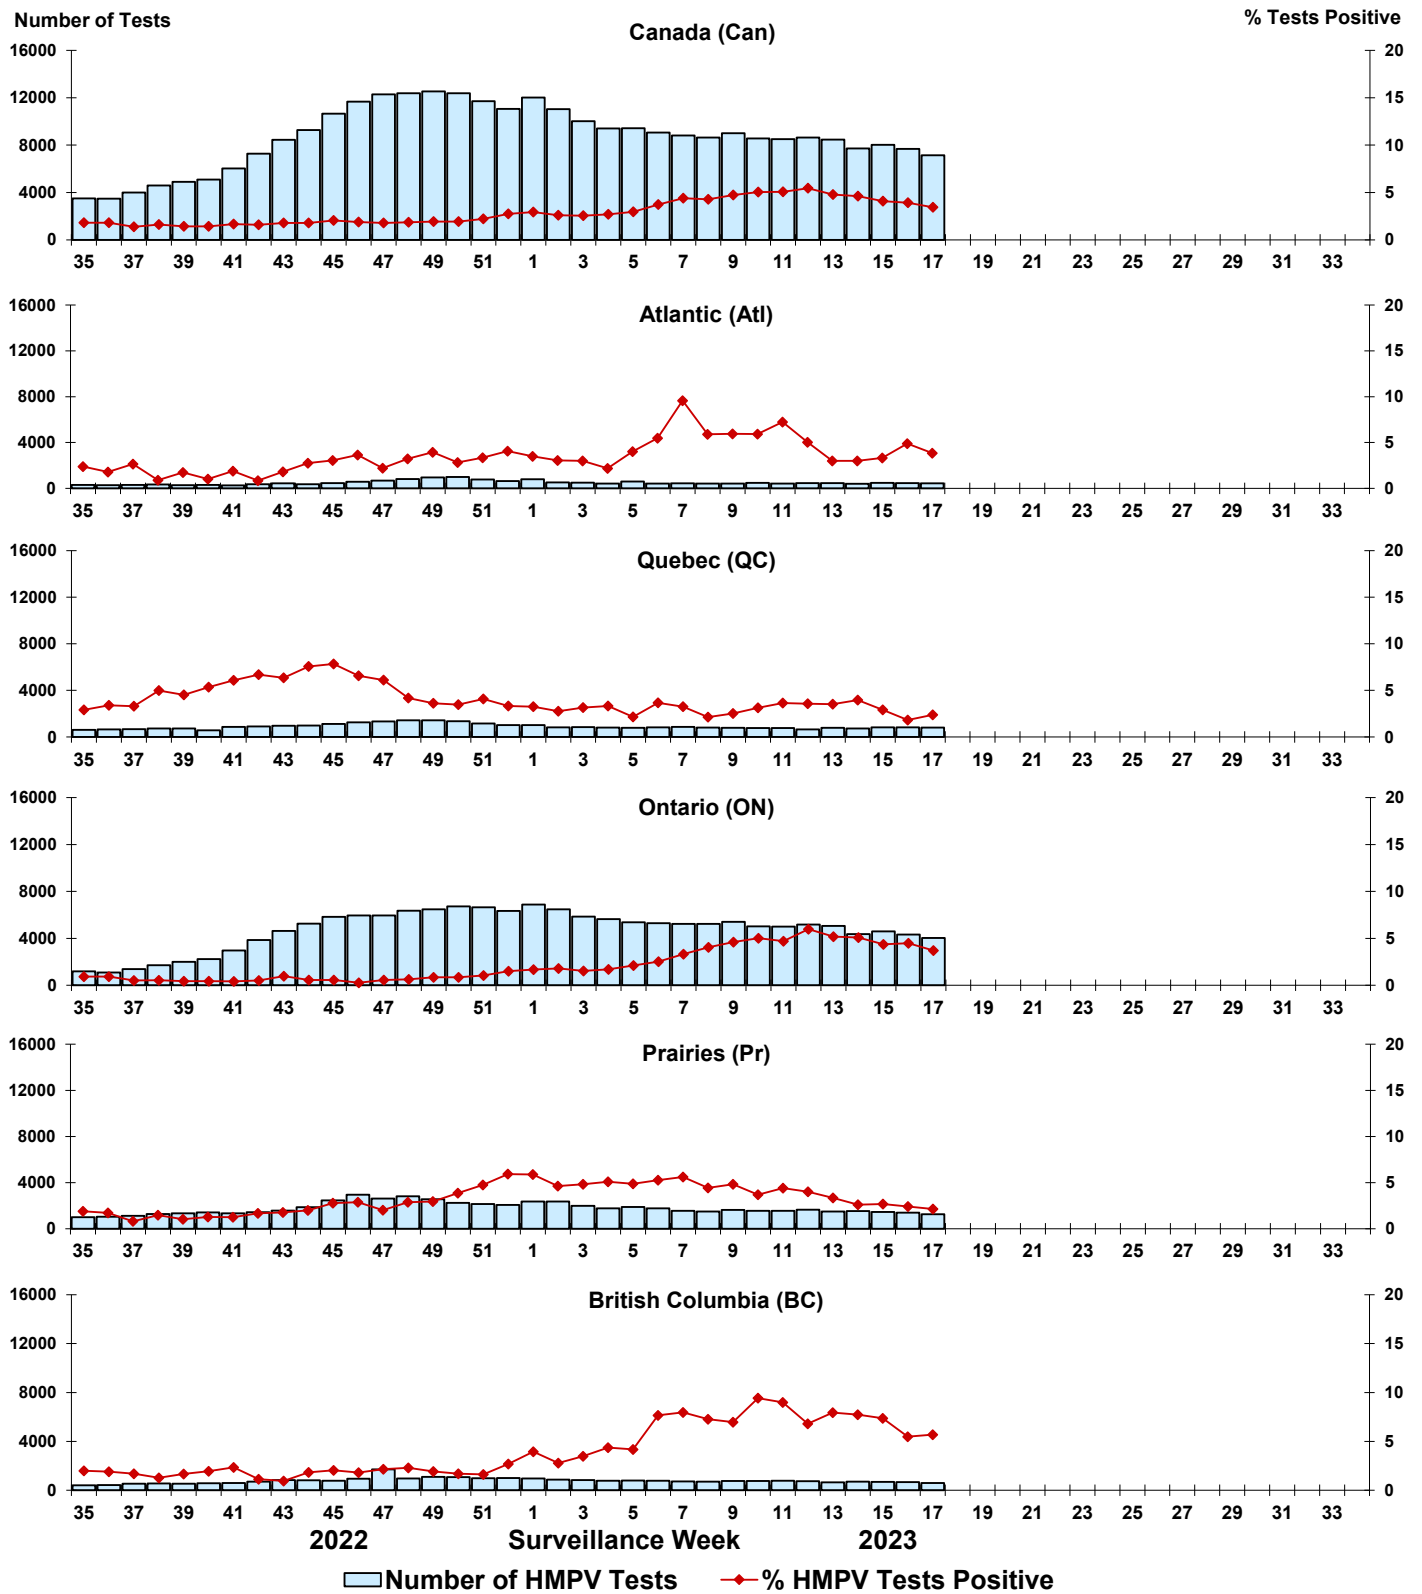 Number of Tests % Tests Positive
Canada (Can)
16000 20
12000 15
8000 10
4000 5
0 0
35 37 39 41 43 45 47 49 51 1 3 5 7 9 11 13 15 17 19 21 23 25 27 29 31 33
Atlantic (Atl)
16000 20
12000 15
8000 10
4000 5
0 0
35 37 39 41 43 45 47 49 51 1 3 5 7 9 11 13 15 17 19 21 23 25 27 29 31 33
Quebec (QC)
16000 20
12000 15
8000 10
4000 5
0 0
35 37 39 41 43 45 47 49 51 1 3 5 7 9 11 13 15 17 19 21 23 25 27 29 31 33
Ontario (ON)
16000 20
12000 15
8000 10
4000 5
0 0
35 37 39 41 43 45 47 49 51 1 3 5 7 9 11 13 15 17 19 21 23 25 27 29 31 33
Prairies (Pr)
16000 20
12000 15
8000 10
4000 5
0 0
35 37 39 41 43 45 47 49 51 1 3 5 7 9 11 13 15 17 19 21 23 25 27 29 31 33
British Columbia (BC)
16000 20
12000 15
8000 10
4000 5
0 0
35 37 39 41 43 45 47 49 51 1 3 5 7 9 11 13 15 17 19 21 23 25 27 29 31 33
2022 Surveillance Week 2023
Number of HMPV Tests % HMPV Tests Positive